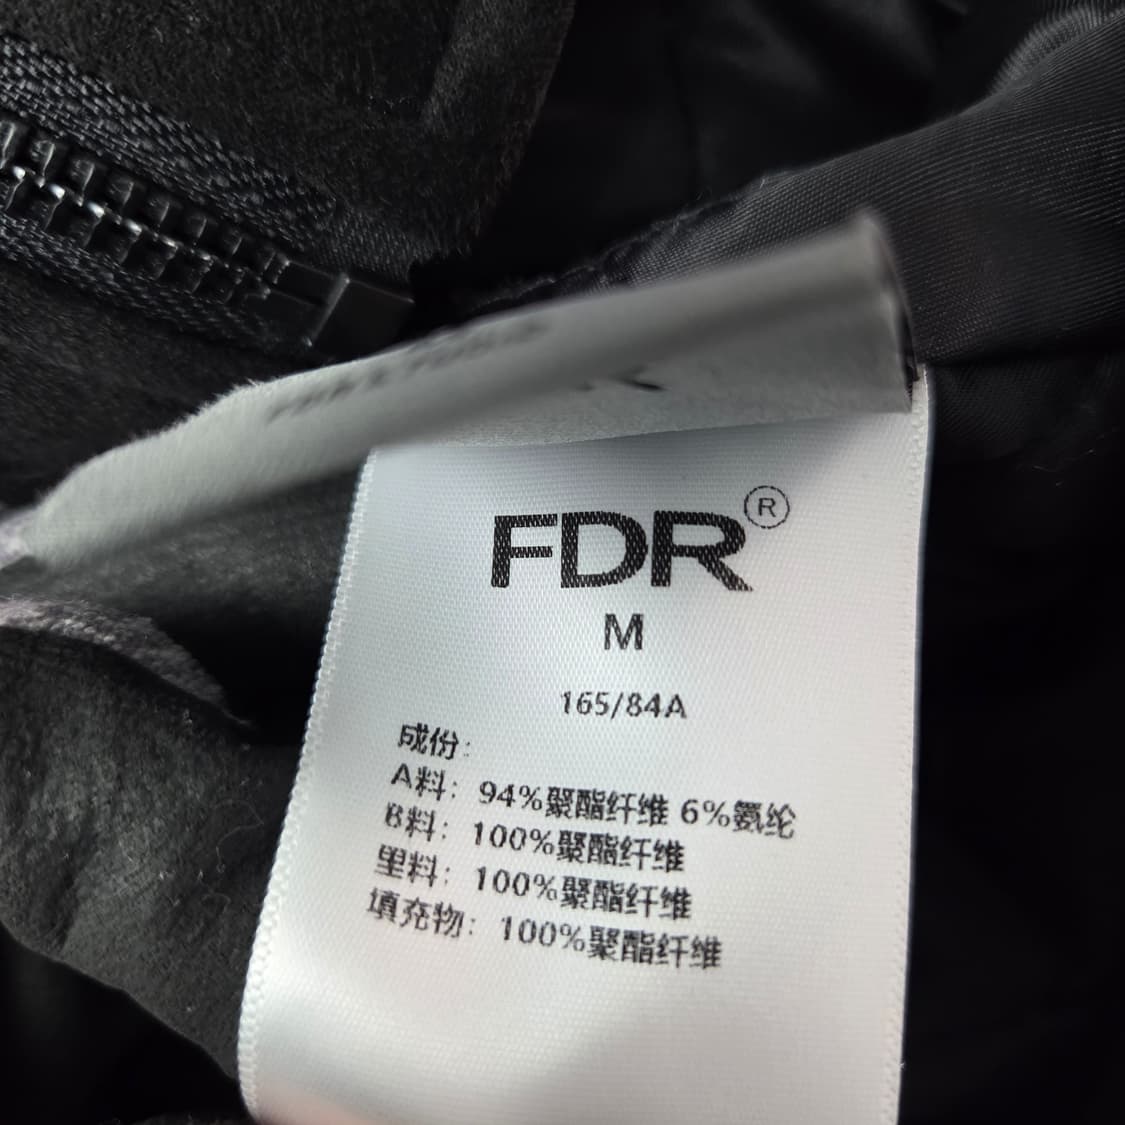 FDR®
M
165/84A
成份：
A料：94%聚酯纤维 6%氨纶
B料：100%聚酯纤维
里料：100%聚酯纤维
填充物：100%聚酯纤维